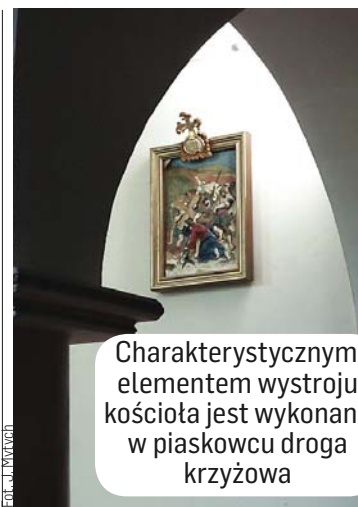 Charakterystycznym
elementem wystroju
kościoła jest wykonan
w piaskowcu droga
krzyżowa
Fot. J. Mytych